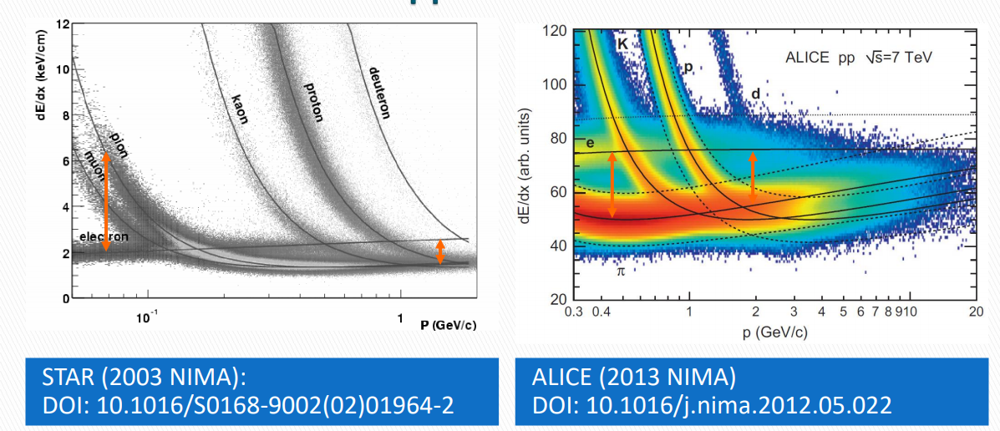 12
10
8
6
4
2
0
dE/dx (keV/cm)
pion
muon
electron
kaon
proton
deuteron
10⁻¹
1
P (GeV/c)
120
100
80
60
40
20
dE/dx (arb. units)
K
p
d
e
π
ALICE pp √s=7 TeV
0.3 0.4 1 2 3 4 5 6 7 8 910 20
p (GeV/c)
STAR (2003 NIMA):
DOI: 10.1016/S0168-9002(02)01964-2
ALICE (2013 NIMA)
DOI: 10.1016/j.nima.2012.05.022